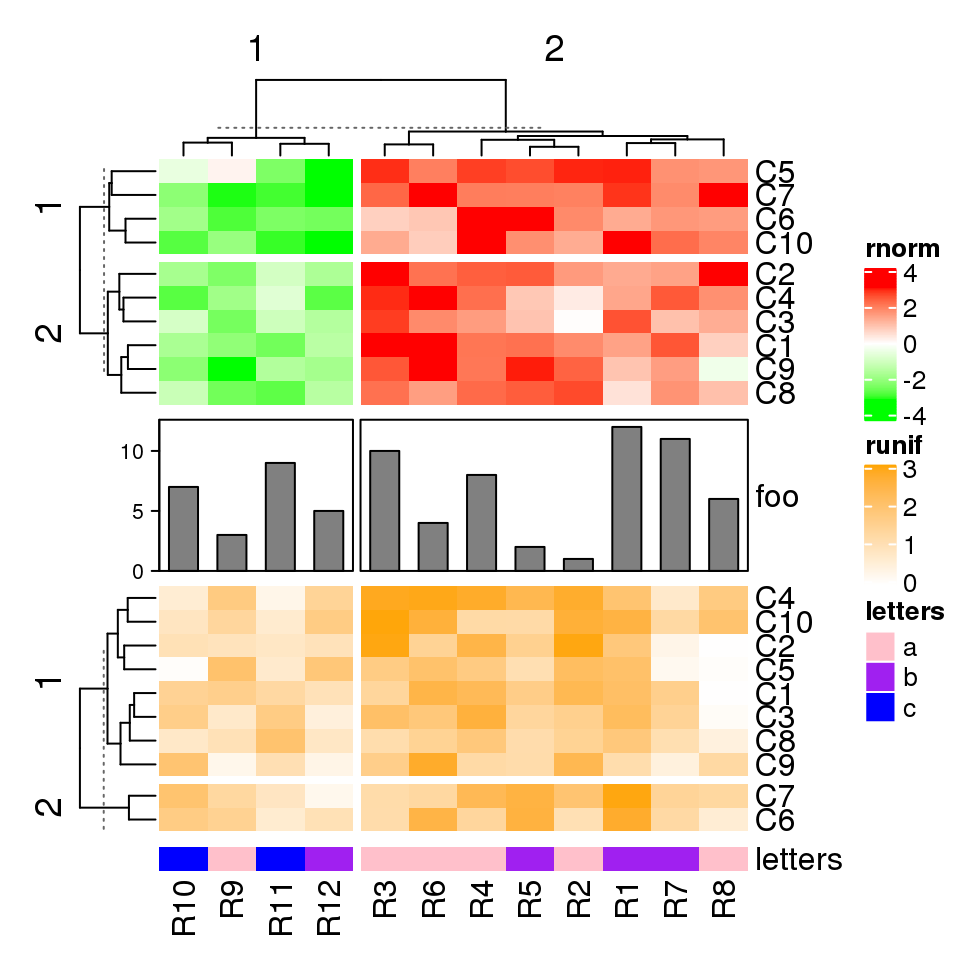 1 2
1
C5
C7
C6
C10
2
C2
C4
C3
C1
C9
C8
10
5
0
foo
1
C4
C10
C2
C5
C1
C3
C8
C9
2
C7
C6
letters
R10 R9 R11 R12 R3 R6 R4 R5 R2 R1 R7 R8
rnorm
4
2
0
-2
-4
runif
3
2
1
0
letters
a
b
c